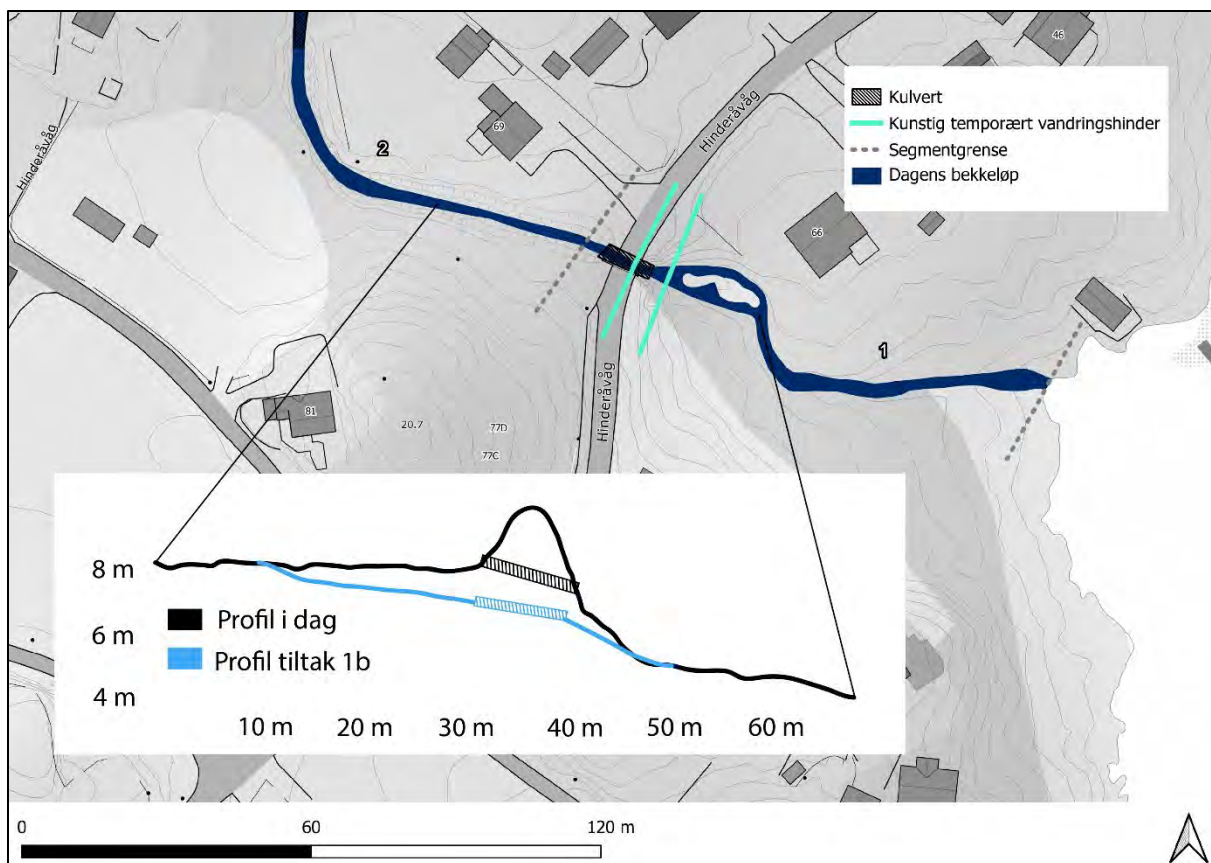 46
Kulvert
Kunstig temporært vandringshinder
Segmentgrense
Dagens bekkeløp
Hinderåvåg
69
2
Hinderåvåg
66
1
Hinderåvåg
81
20.7
77D
77C
8 m
6 m
4 m
Profil i dag
Profil tiltak 1b
10 m
20 m
30 m
40 m
50 m
60 m
0
60
120 m